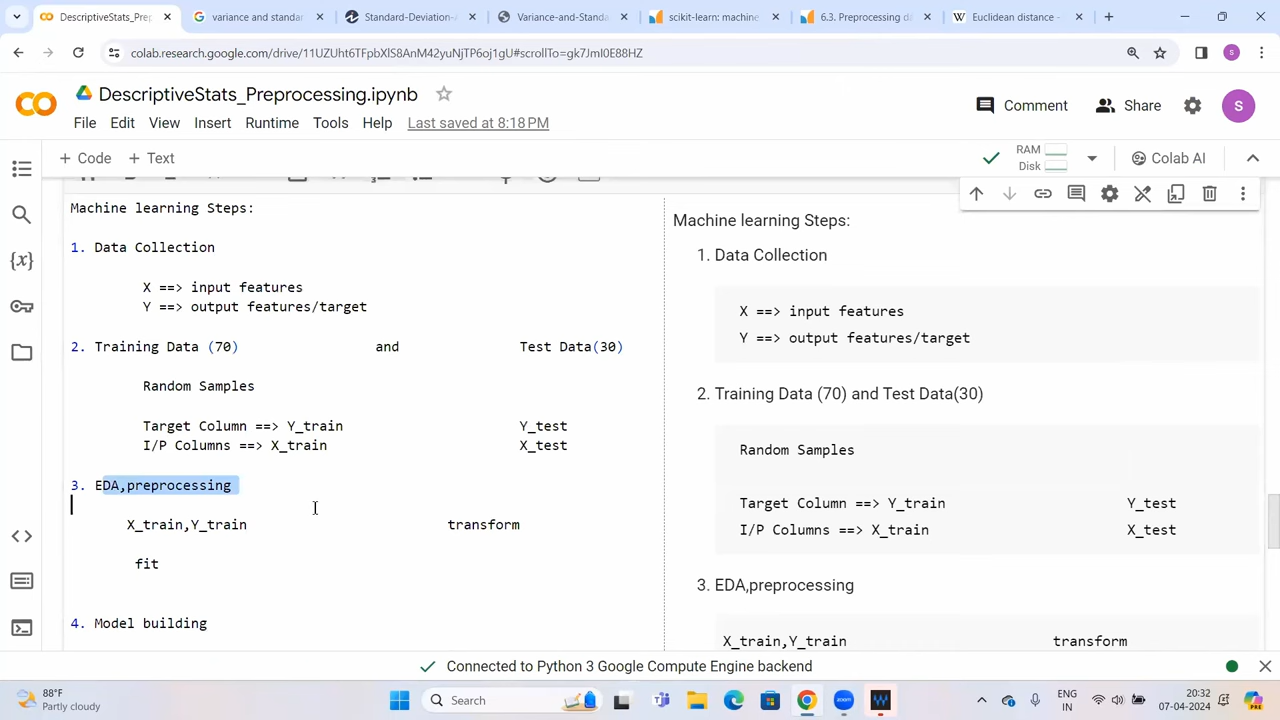 DescriptiveStats_Prep
variance and standa
Standard-Deviation-A
Variance-and-Standa
scikit-learn: machine
6.3. Preprocessing da
Euclidean distance -
colab.research.google.com/drive/11UZUht6TFpbXlS8AnM42yuNjTP6oj1gU#scrollTo=gk7JmI0E88HZ
DescriptiveStats_Preprocessing.ipynb
Comment Share S
File Edit View Insert Runtime Tools Help Last saved at 8:18 PM
+ Code + Text
RAM
Disk
Colab AI
Machine learning Steps:
1. Data Collection
X ==> input features
Y ==> output features/target
2. Training Data (70) and Test Data(30)
Random Samples
Target Column ==> Y_train Y_test
I/P Columns ==> X_train X_test
3. EDA,preprocessing
X_train,Y_train transform
fit
4. Model building
Machine learning Steps:
1. Data Collection
X ==> input features
Y ==> output features/target
2. Training Data (70) and Test Data(30)
Random Samples
Target Column ==> Y_train Y_test
I/P Columns ==> X_train X_test
3. EDA,preprocessing
X_train,Y_train transform
Connected to Python 3 Google Compute Engine backend
88°F
Partly cloudy
Search
ENG
IN
20:32
07-04-2024